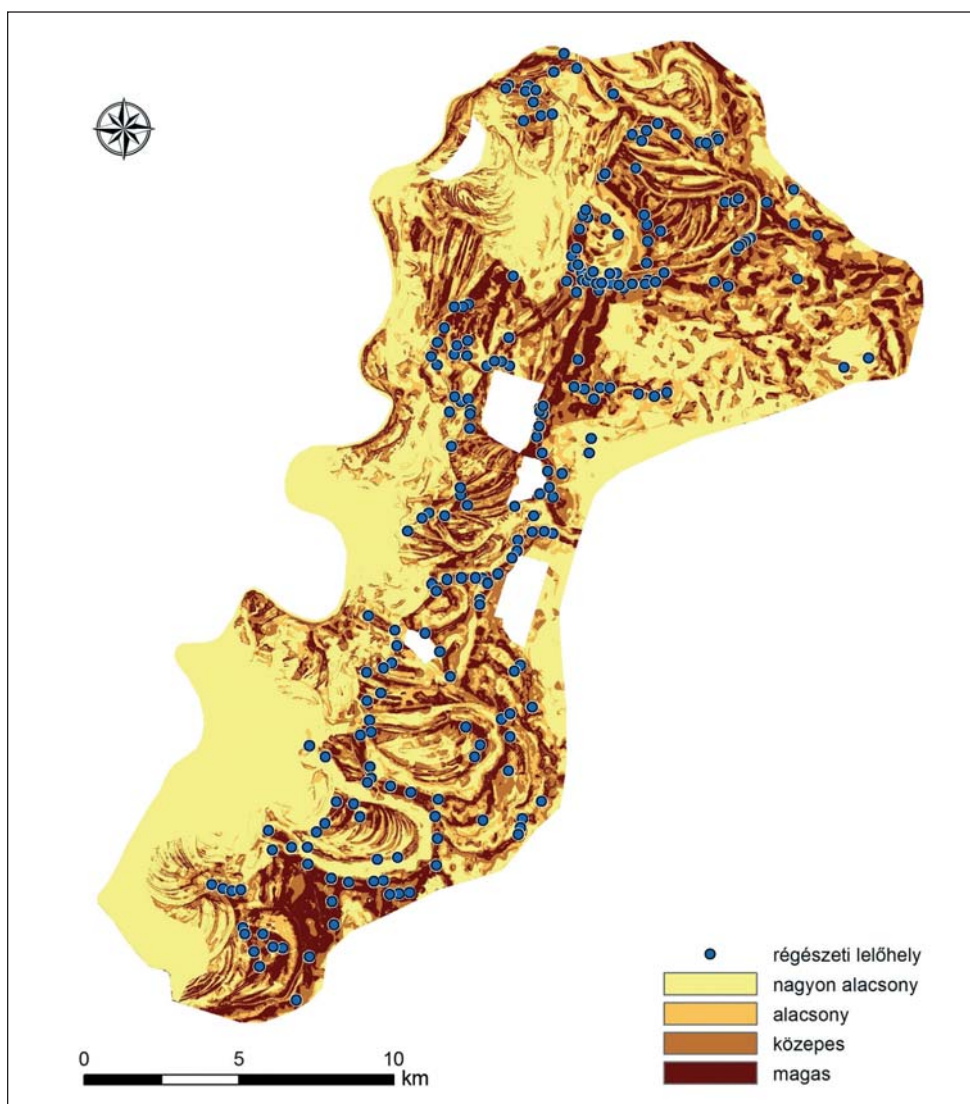 régészeti lelőhely
nagyon alacsony
alacsony
közepes
magas
0 5 10
km